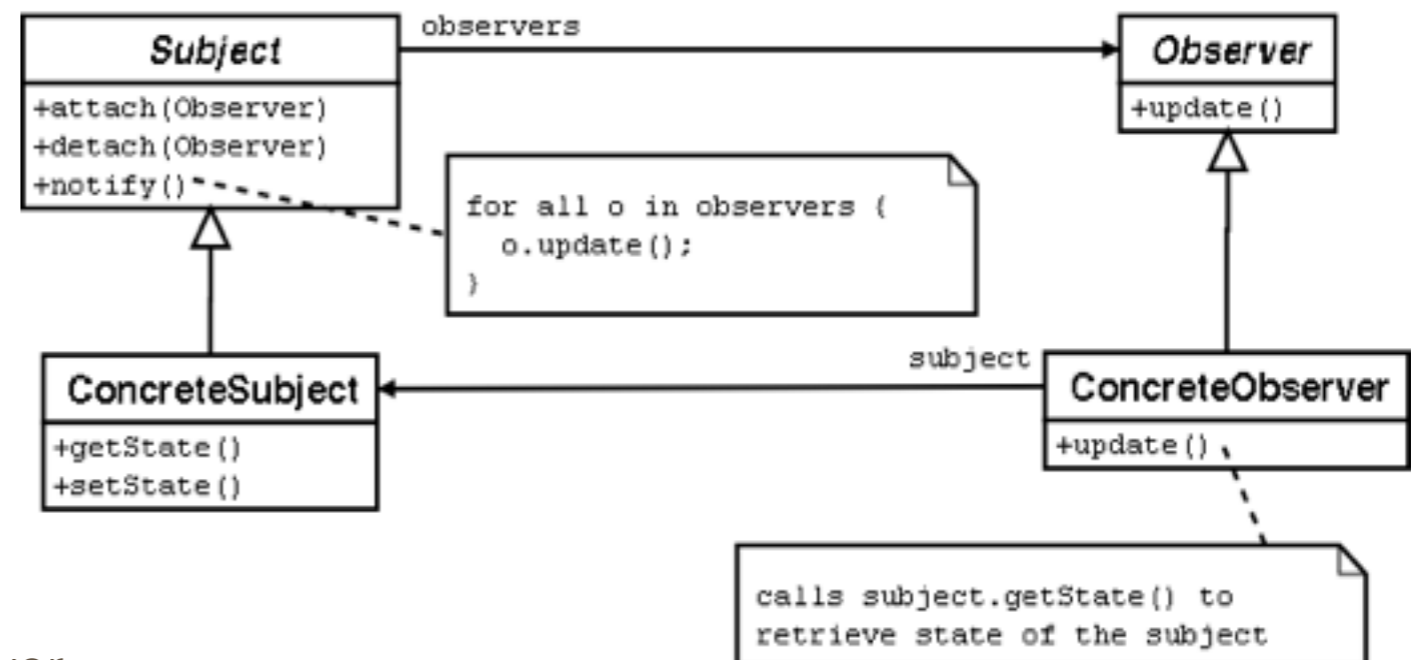 observers
Subject
+attach(Observer)
+detach(Observer)
+notify()
Observer
+update()
for all o in observers {
o.update();
}
subject
ConcreteSubject
+getState()
+setState()
ConcreteObserver
+update()
calls subject.getState() to
retrieve state of the subject